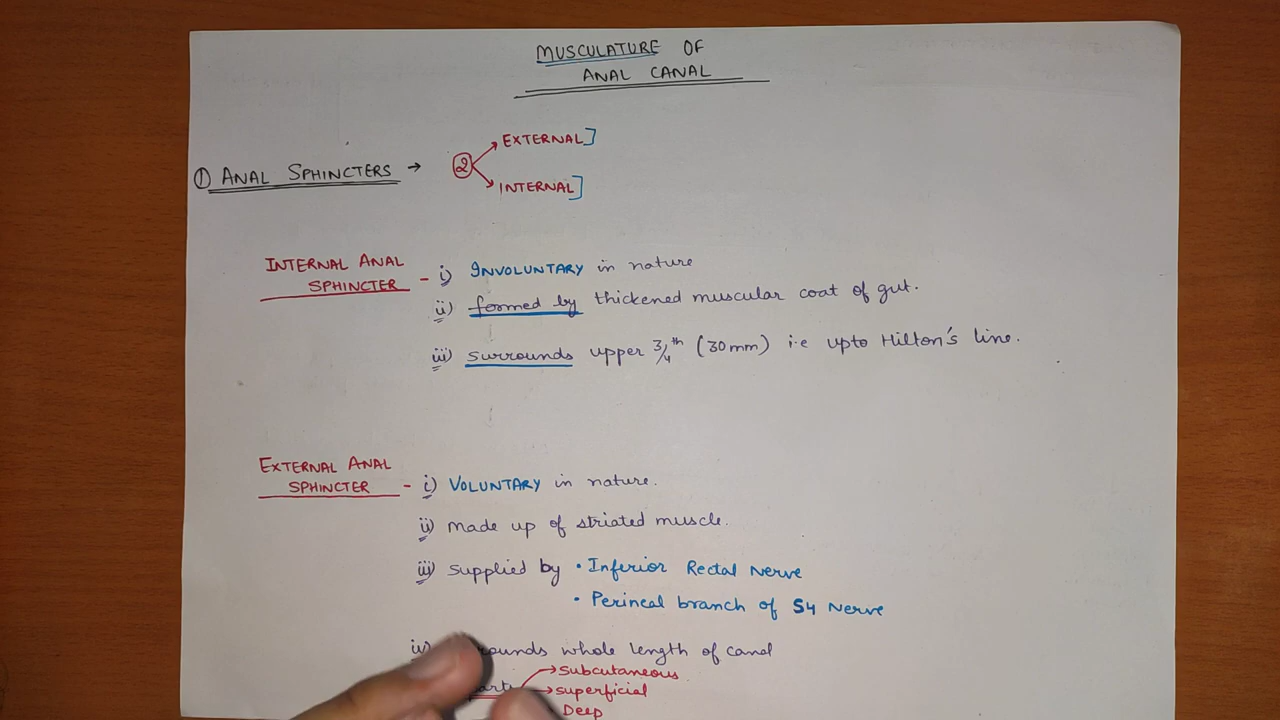 MUSCULATURE OF
ANAL CANAL
① ANAL SPHINCTERS → ② EXTERNAL]
INTERNAL]
INTERNAL ANAL
SPHINCTER - i) INVOLUNTARY in nature
ii) formed by thickened muscular coat of gut.
iii) surrounds upper 3/4th (30mm) i.e upto Hilton's line.
EXTERNAL ANAL
SPHINCTER - i) VOLUNTARY in nature.
ii) made up of striated muscle.
iii) supplied by • Inferior Rectal Nerve
• Perineal branch of S4 Nerve
whole length of canal
→ Subcutaneous
→ superficial
Deep